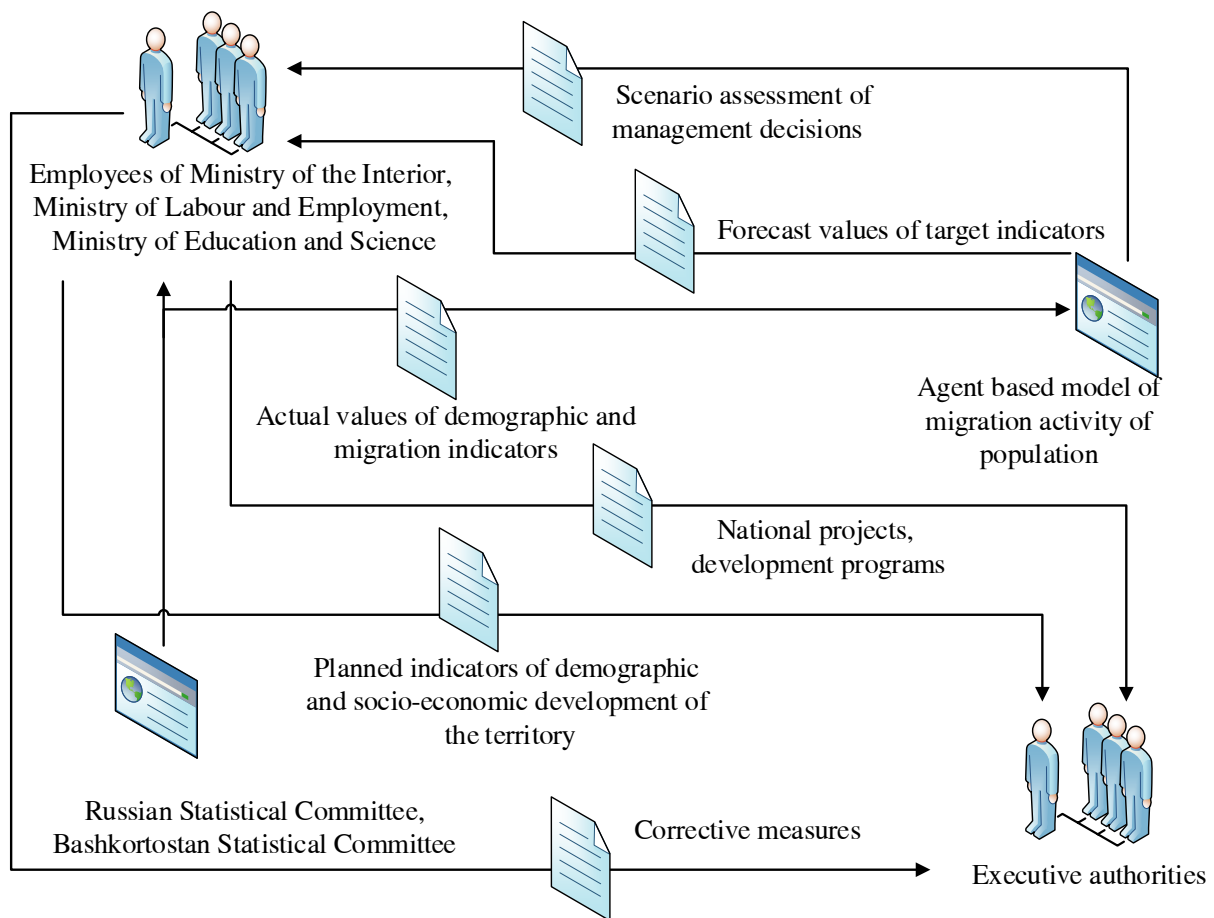 Scenario assessment of
management decisions
Employees of Ministry of the Interior,
Ministry of Labour and Employment,
Ministry of Education and Science
Forecast values of target indicators
Actual values of demographic and
migration indicators
Agent based model of
migration activity of
population
National projects,
development programs
Planned indicators of demographic
and socio-economic development of
the territory
Russian Statistical Committee,
Bashkortostan Statistical Committee
Corrective measures
Executive authorities